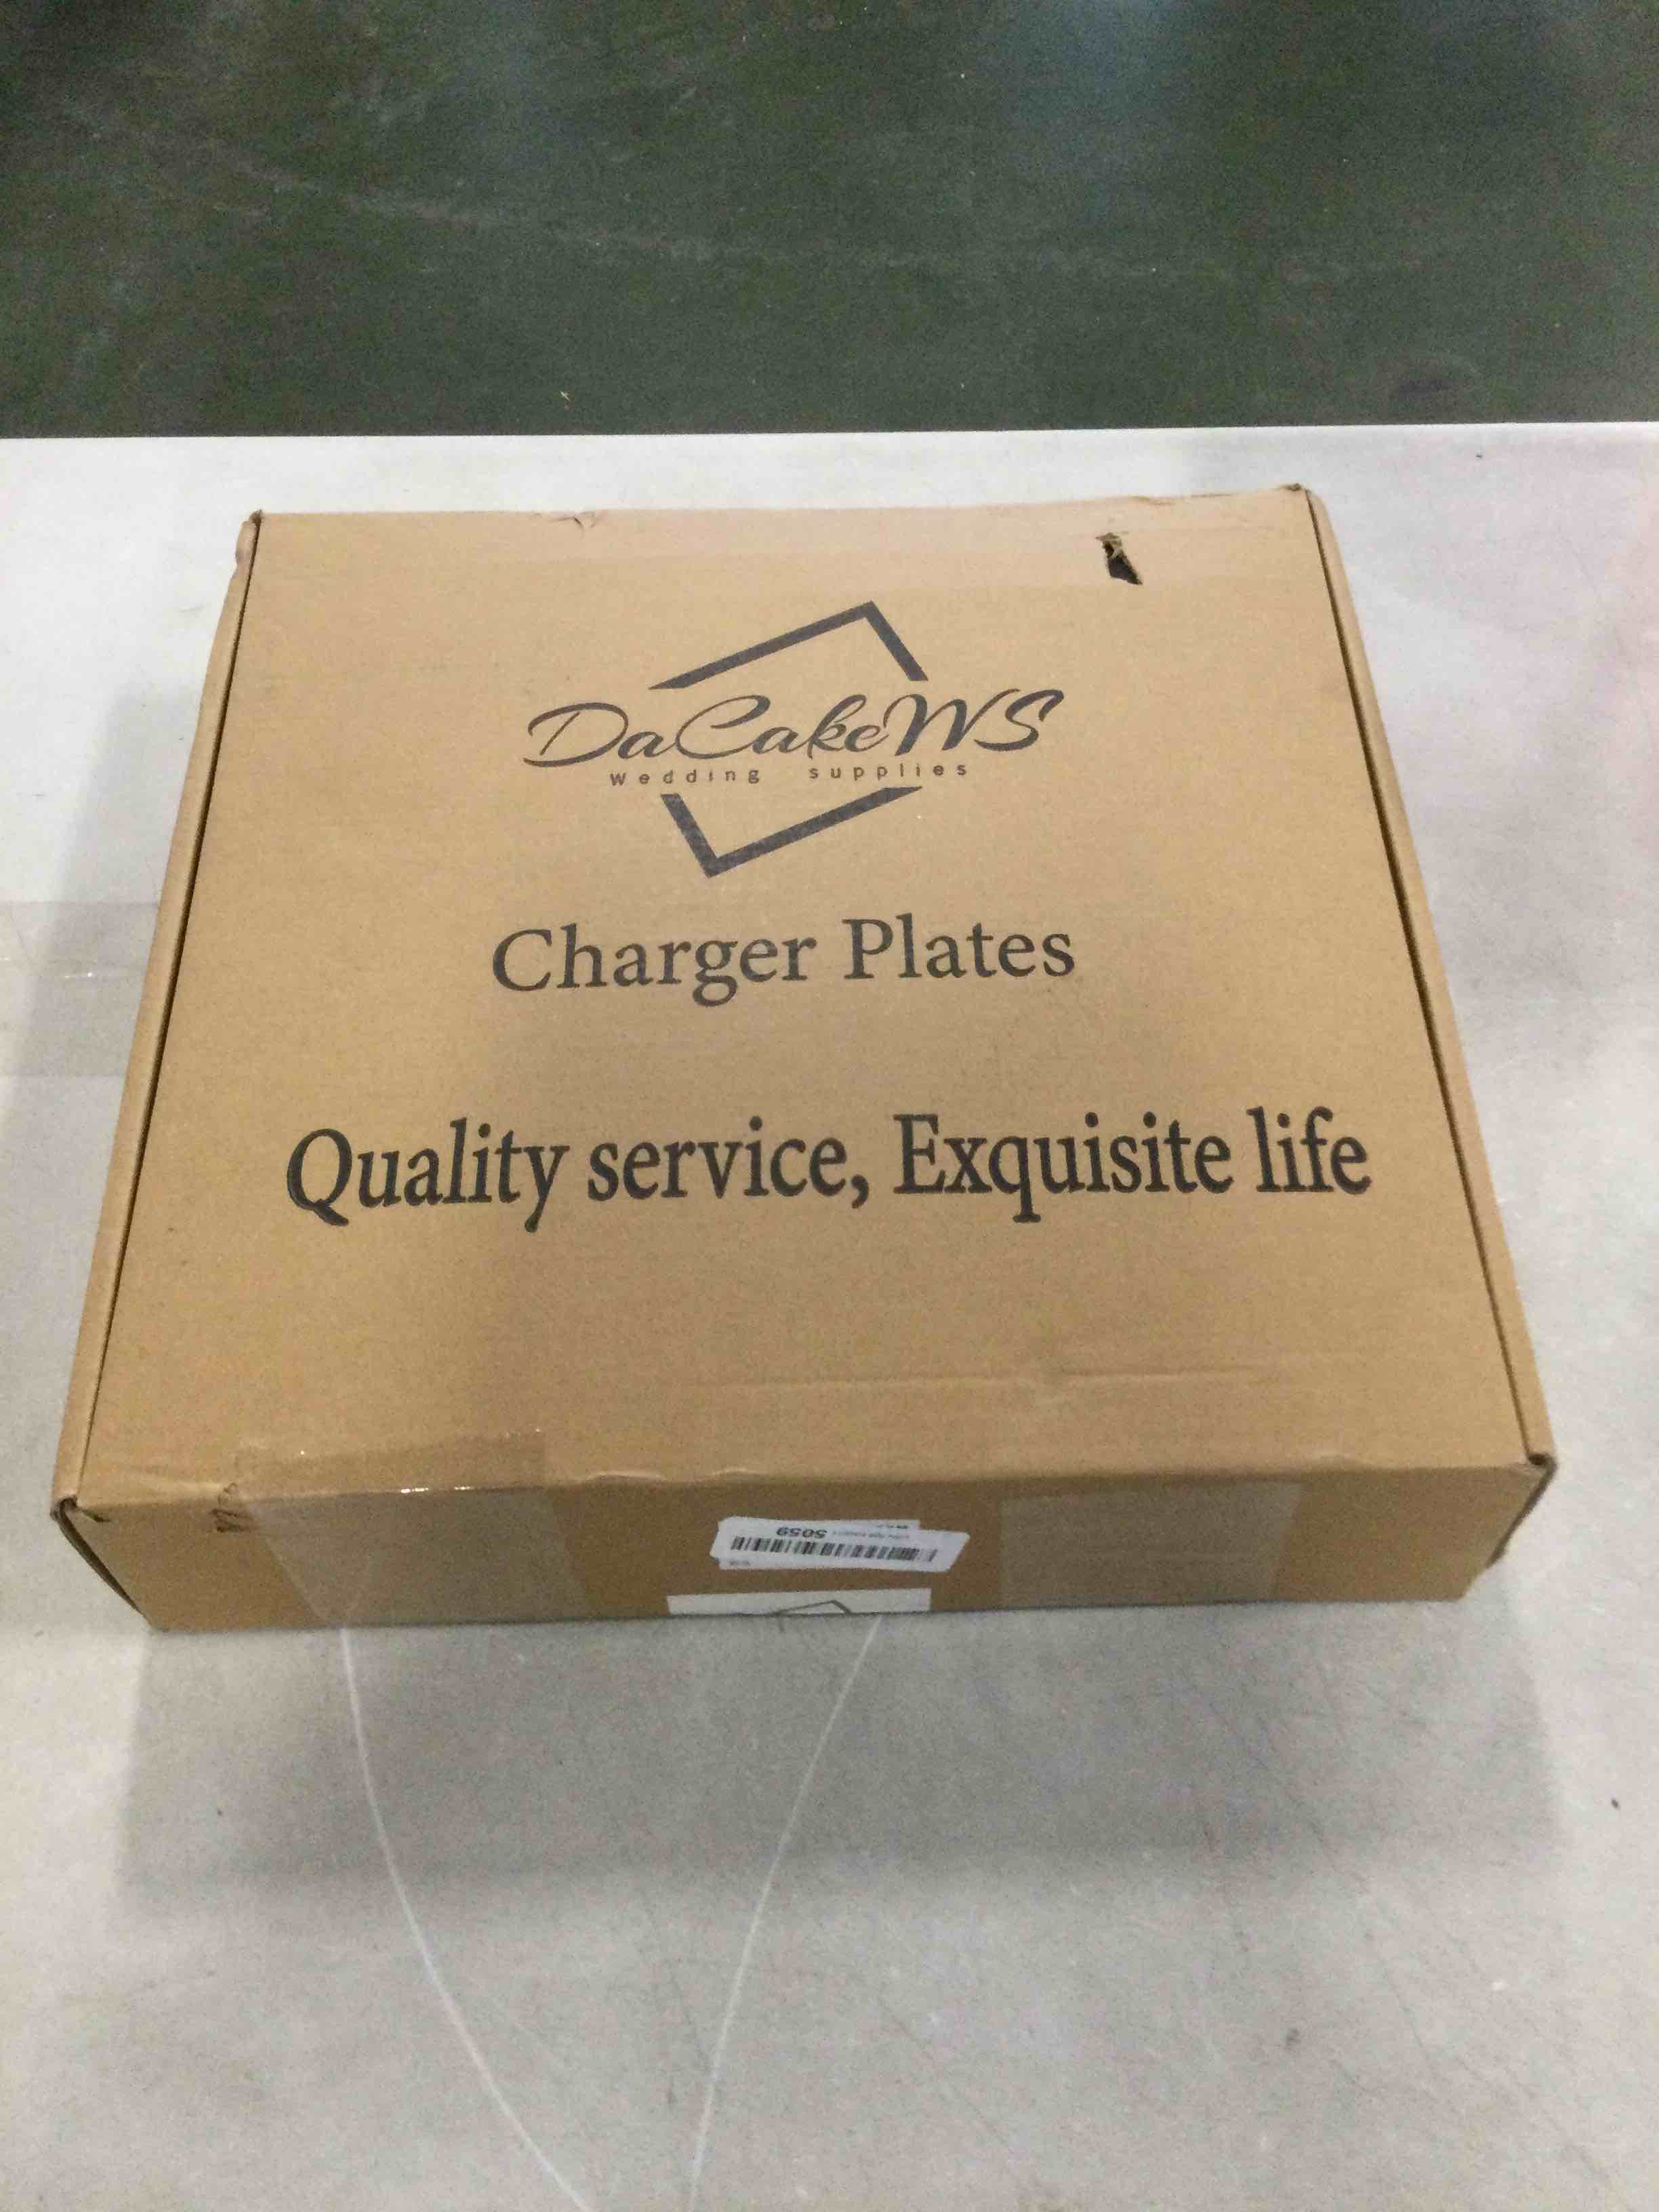 DaCakeWS
Wedding supplies
Charger Plates
Quality service, Exquisite life
5059